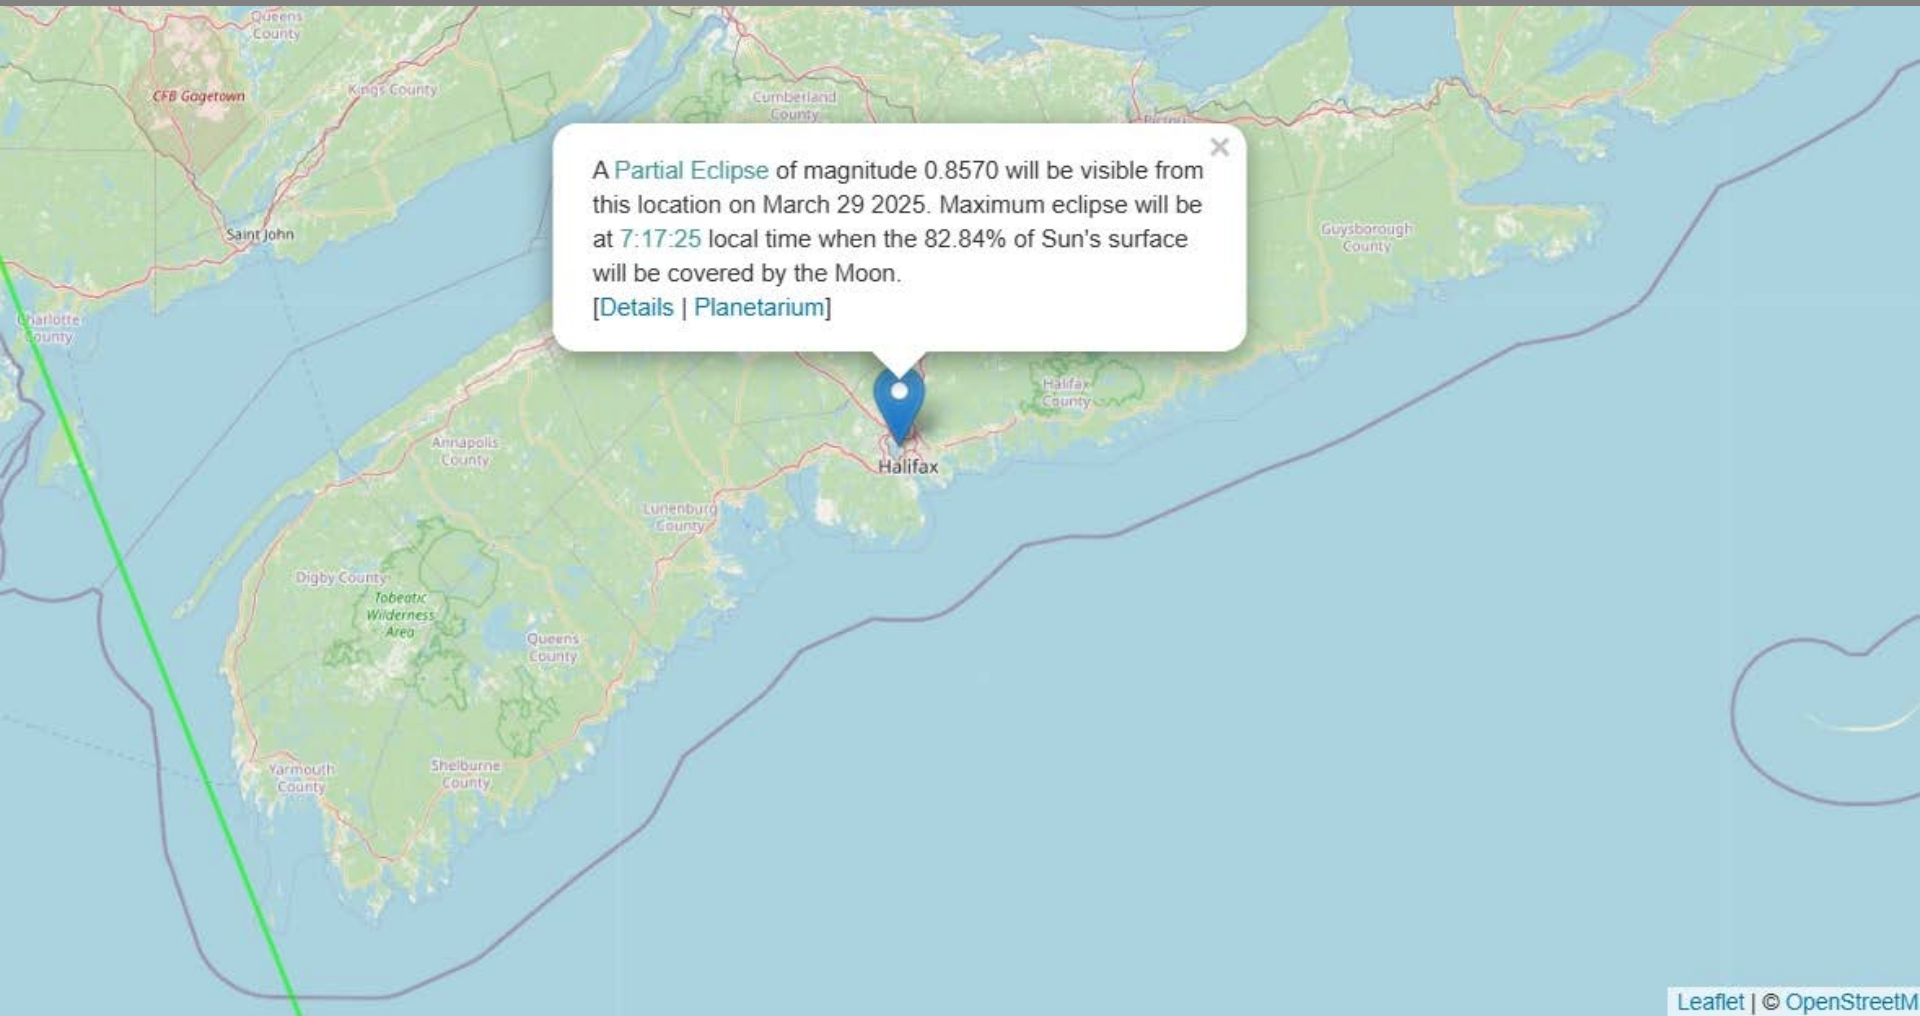 Queens
County
CFB Gagetown
Kings County
Cumberland
County
Pictou
A Partial Eclipse of magnitude 0.8570 will be visible from
this location on March 29 2025. Maximum eclipse will be
at 7:17:25 local time when the 82.84% of Sun's surface
will be covered by the Moon.
[Details | Planetarium]
×
Saint John
Guysborough
County
Charlotte
County
Halifax
County
Annapolis
County
Halifax
Lunenburg
County
Digby County
Tobeatic
Wilderness
Area
Queens
County
Yarmouth
County
Shelburne
County
Leaflet | © OpenStreetM